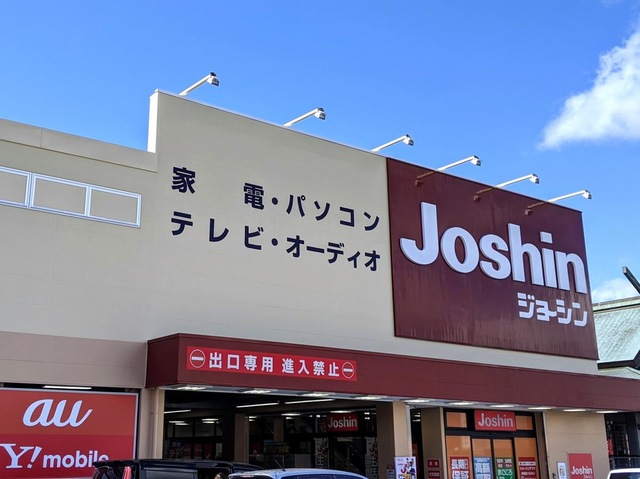 家電・パソコン
テレビ・オーディオ
Joshin
ジョーシン
出口専用 進入禁止
au
Y!mobile
Joshin
Joshin
Joshin